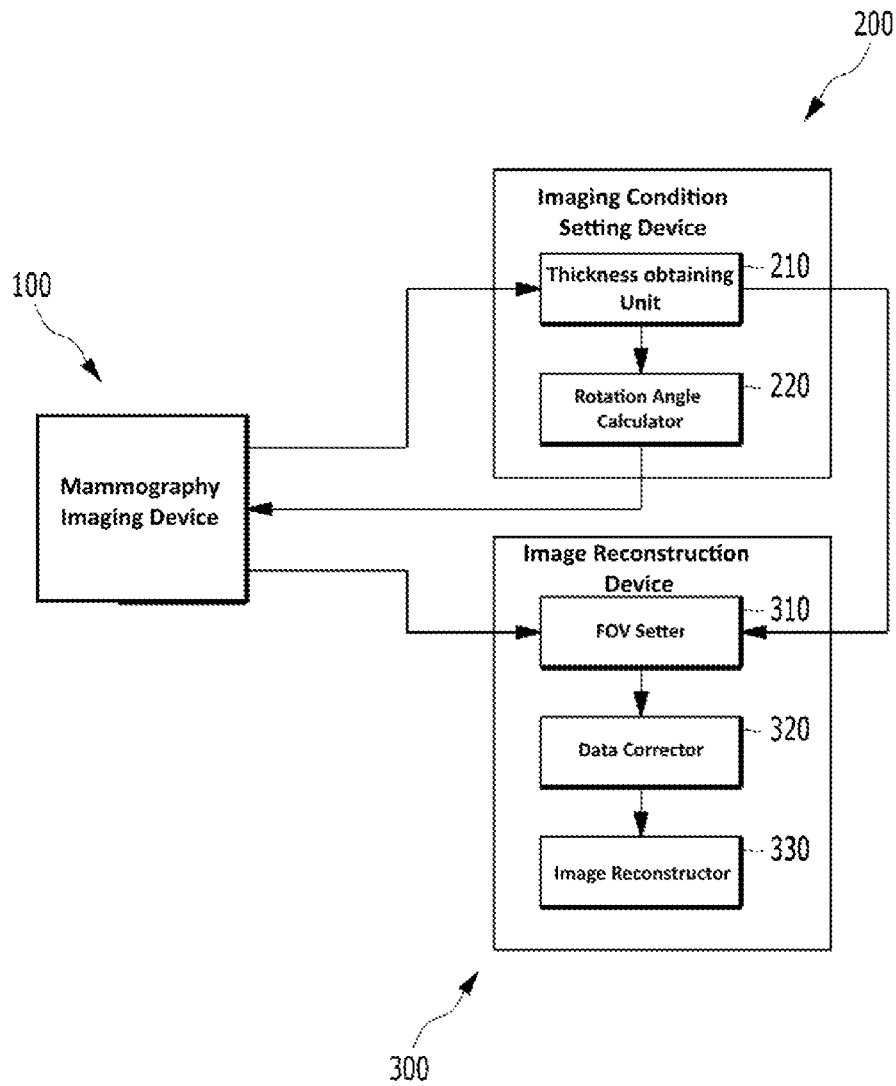 200
Imaging Condition
Setting Device
Thickness obtaining
Unit
210
100
Rotation Angle
Calculator
220
Mammography
Imaging Device
Image Reconstruction
Device
310
FOV Setter
320
Data Corrector
330
Image Reconstructor
300